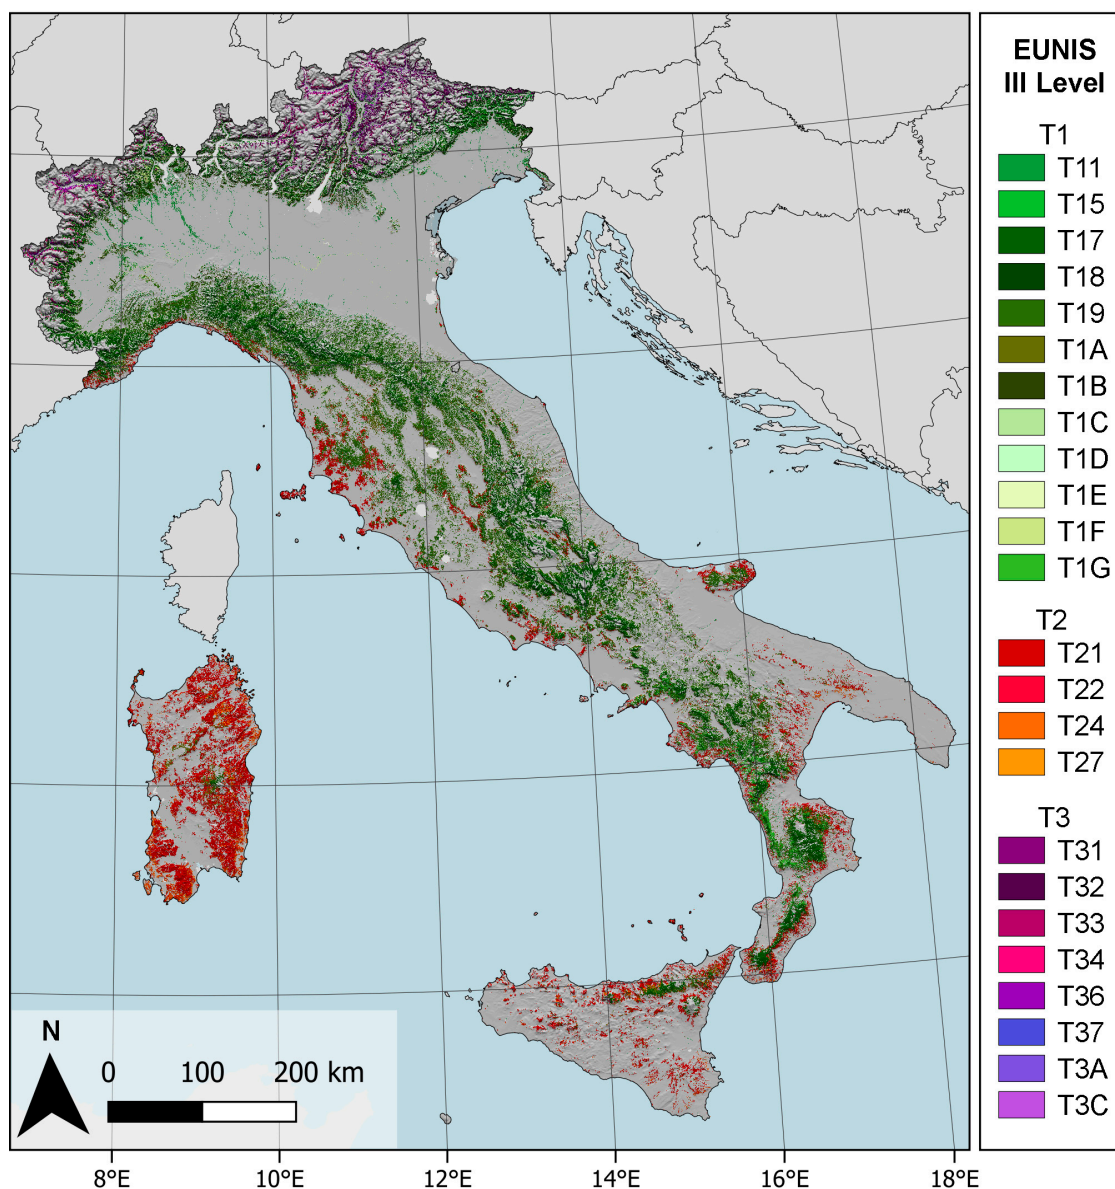 EUNIS
III Level
T1
T11
T15
T17
T18
T19
T1A
T1B
T1C
T1D
T1E
T1F
T1G
T2
T21
T22
T24
T27
T3
T31
T32
T33
T34
T36
T37
T3A
T3C
N
0 100 200 km
8°E 10°E 12°E 14°E 16°E 18°E